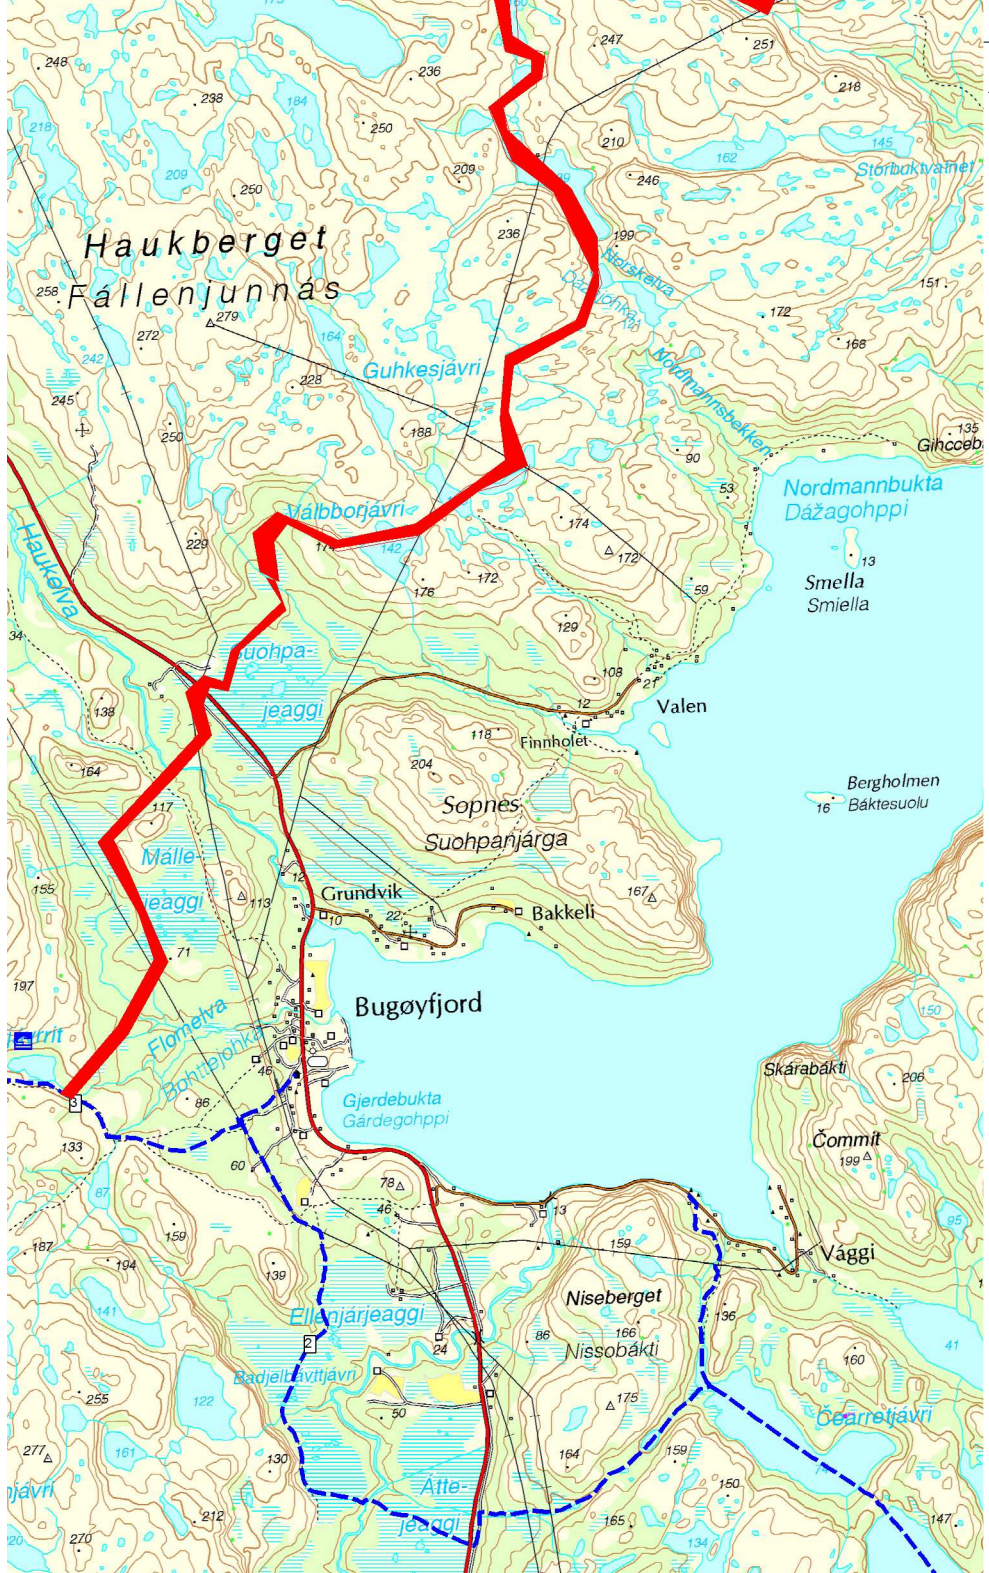 247
251
248
236
218
238
184
250
218
210
162
145
209
209
246
Storbuktvatnet
250
236
199
Haukberget
Norskelva
258
Fállenjunnás
151
279
172
272
164
168
242
Guhkesjávri
Nordmannsbekken
228
245
188
135
250
90
Gihcceb
53
Nordmannbukta
Válbborjávri
Dážagohppi
174
229
142
172
13
Haukelva
172
Smella
176
59
Smiella
129
34
Suohpa-
108
21
jeaggi
12
Valen
138
118
Finnholet
164
204
Bergholmen
117
Sopnes
16
Báktesuolu
Suohpanjárga
Málle-
12
155
Grundvik
167
jeaggi
113
22
Bakkeli
10
71
197
Bugøyfjord
150
Flomelva
Bohttejohka
Skárabákti
46
206
3
86
Gjerdebukta
Gárdegohppi
Čommit
133
199
60
78
87
46
13
95
159
187
159
Vággi
194
139
Niseberget
141
Ellenjárjeaggi
136
166
2
86
41
24
Nissobákti
160
Badjelbávttjávri
255
122
175
50
Čearretjávri
277
161
164
159
130
Átte-
150
njávri
212
jeaggi
165
147
270
134